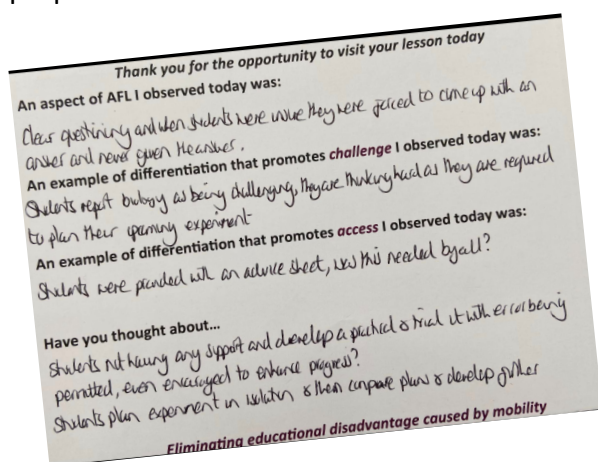 Thank you for the opportunity to visit your lesson today
An aspect of AFL I observed today was:
Clear questioning and when students were unsure they were forced to come up with an
answer and never given the answer.
An example of differentiation that promotes challenge I observed today was:
Students report biology as being challenging, they are thinking hard as they are required
to plan their upcoming experiment
An example of differentiation that promotes access I observed today was:
Students were provided with an advice sheet, was this needed by all?
Have you thought about...
Students not having any support and develop a practical & trial it with error being
permitted, even encouraged to enhance progress?
Students plan experiment in isolation & then compare plans & develop further
Eliminating educational disadvantage caused by mobility